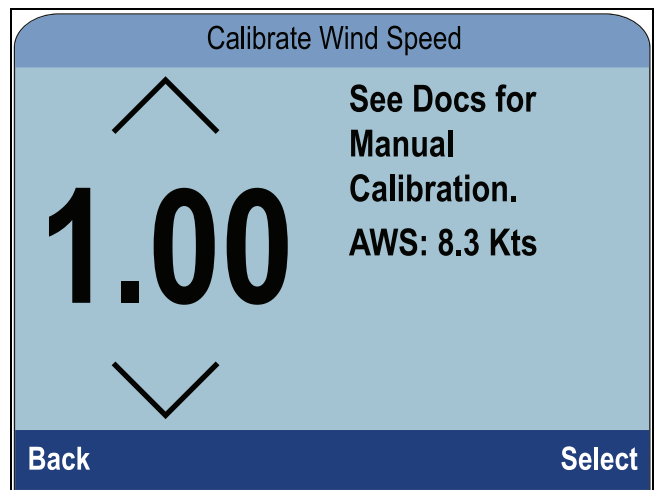 Calibrate Wind Speed
1.00
See Docs for
Manual
Calibration.
AWS: 8.3 Kts
Back
Select